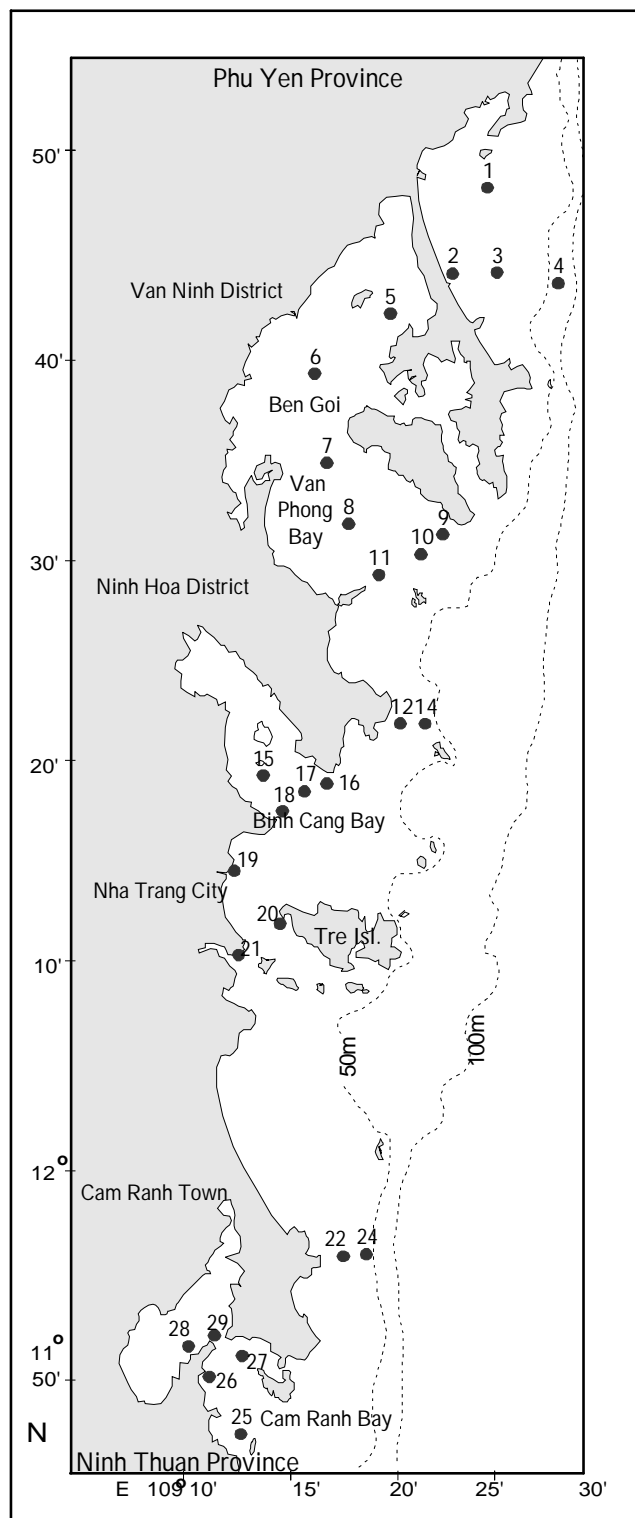 Phu Yen Province
50'
1
2
3
4
Van Ninh District
5
40'
6
Ben Goi
7
Van
Phong
Bay
8
9
10
11
30'
Ninh Hoa District
12
14
20'
15
17
16
18
Binh Cang Bay
19
Nha Trang City
20
Tre Isl.
21
10'
50m
100m
12°
Cam Ranh Town
22
24
28
29
11°
27
50'
26
25
Cam Ranh Bay
N
Ninh Thuan Province
E 109° 10' 15' 20' 25' 30'